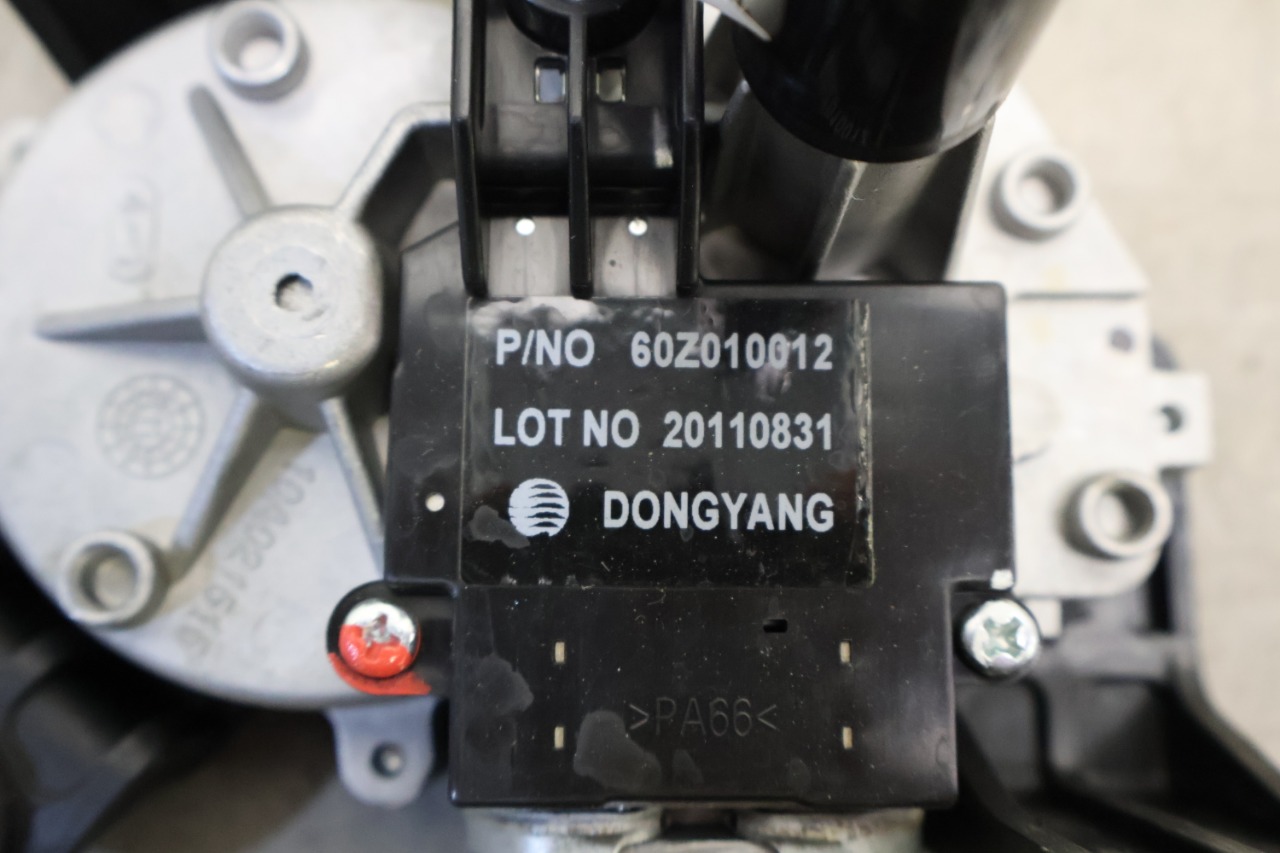 P/NO 60Z010012
LOT NO 20110831
DONGYANG
>PA66<